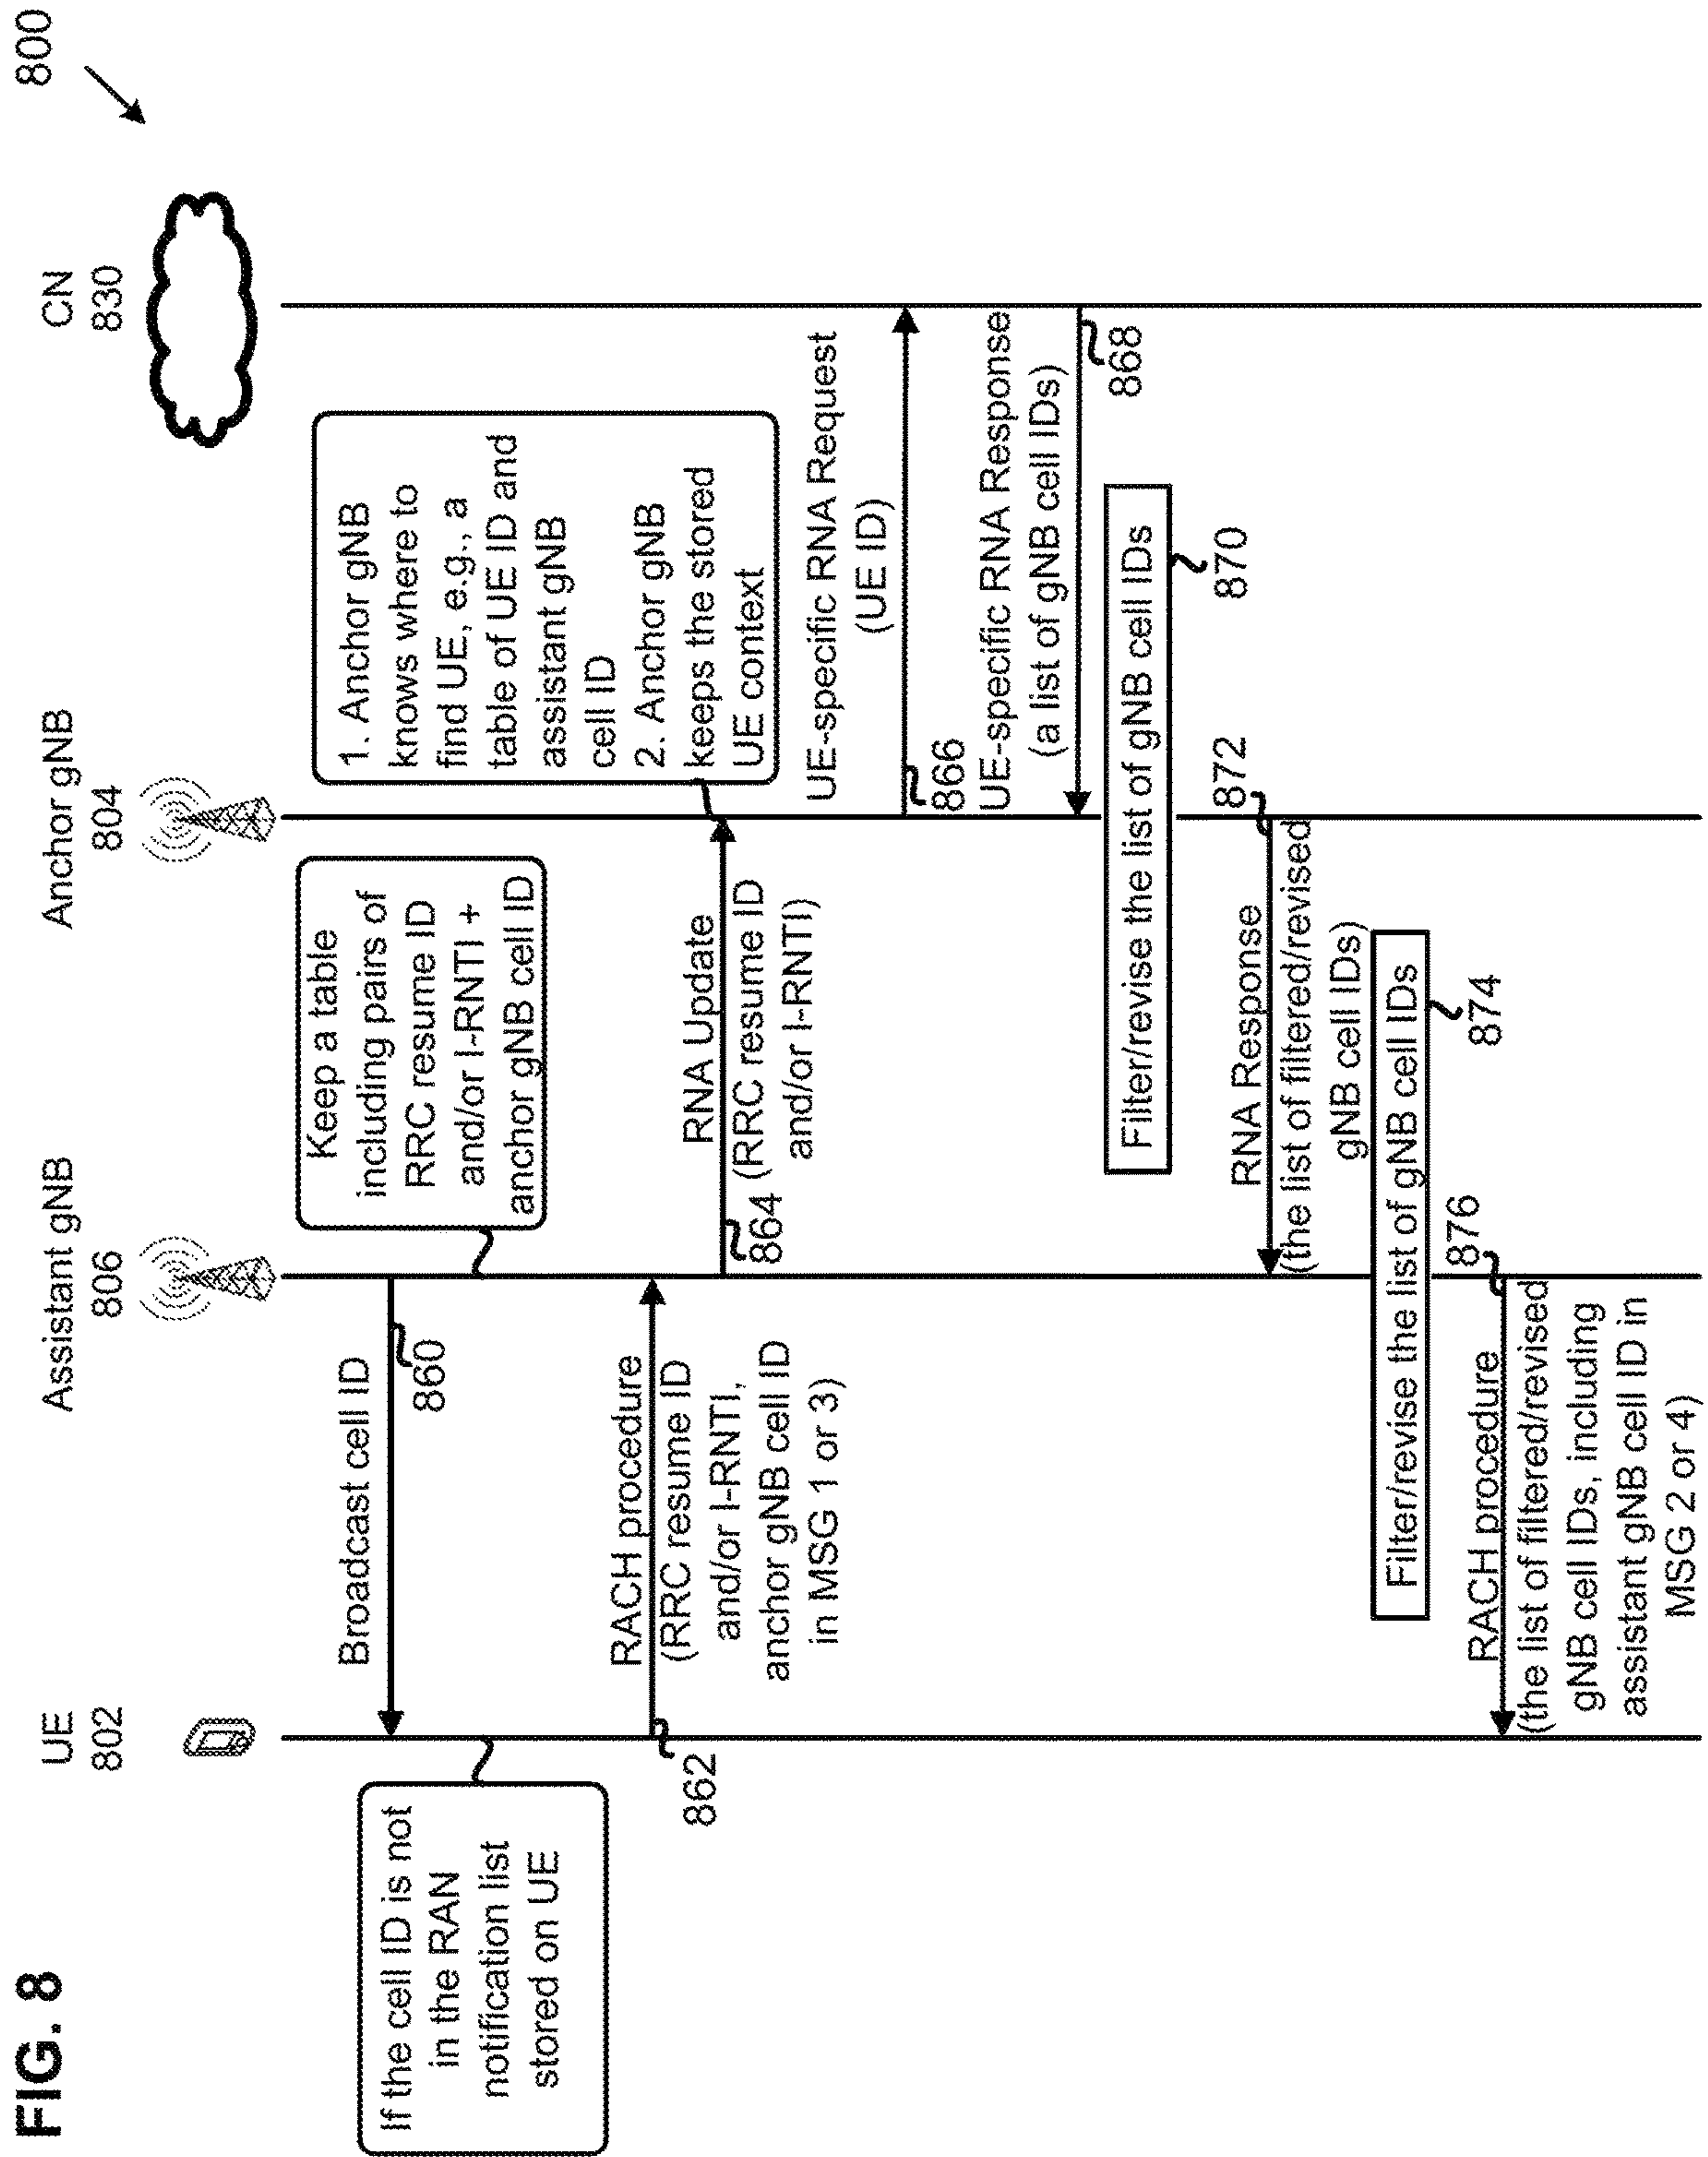 FIG. 8
800
UE
802
Assistant gNB
806
Anchor gNB
804
CN
830
Broadcast cell ID
860
If the cell ID is not
in the RAN
notification list
stored on UE
Keep a table
including pairs of
RRC resume ID
and/or I-RNTI +
anchor gNB cell ID
RACH procedure
(RRC resume ID
and/or I-RNTI,
anchor gNB cell ID
in MSG 1 or 3)
862
RNA Update
(RRC resume ID
and/or I-RNTI)
864
1. Anchor gNB
knows where to
find UE, e.g., a
table of UE ID and
assistant gNB
cell ID
2. Anchor gNB
keeps the stored
UE context
UE-specific RNA Request
(UE ID)
866
UE-specific RNA Response
(a list of gNB cell IDs)
868
Filter/revise the list of gNB cell IDs
870
872
RNA Response
(the list of filtered/revised
gNB cell IDs)
Filter/revise the list of gNB cell IDs
874
876
RACH procedure
(the list of filtered/revised
gNB cell IDs, including
assistant gNB cell ID in
MSG 2 or 4)